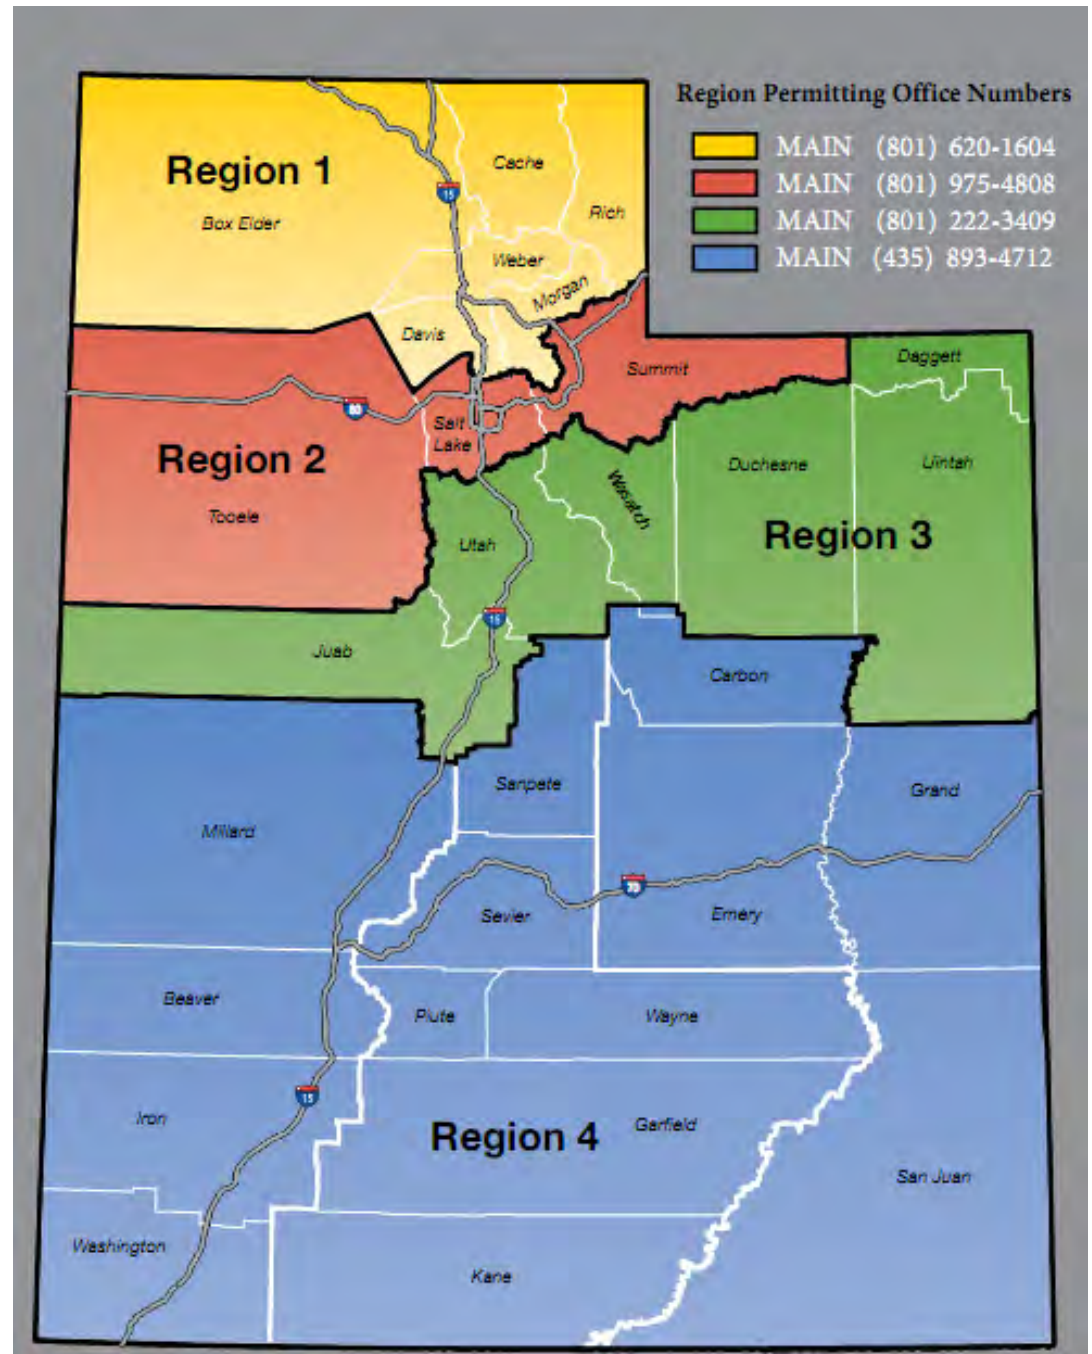 Region Permitting Office Numbers
MAIN (801) 620-1604
MAIN (801) 975-4808
MAIN (801) 222-3409
MAIN (435) 893-4712
Region 1
Box Elder
Cache
Rich
15
Weber
Morgan
Davis
Summit
Daggett
80
Salt
Lake
Region 2
Tooele
Duchesne
Uintah
Wasatch
Region 3
Utah
15
Juab
Carbon
Sanpete
Grand
Millard
70
Sevier
Emery
Beaver
Piute
Wayne
15
Iron
Region 4
Garfield
San Juan
Washington
Kane